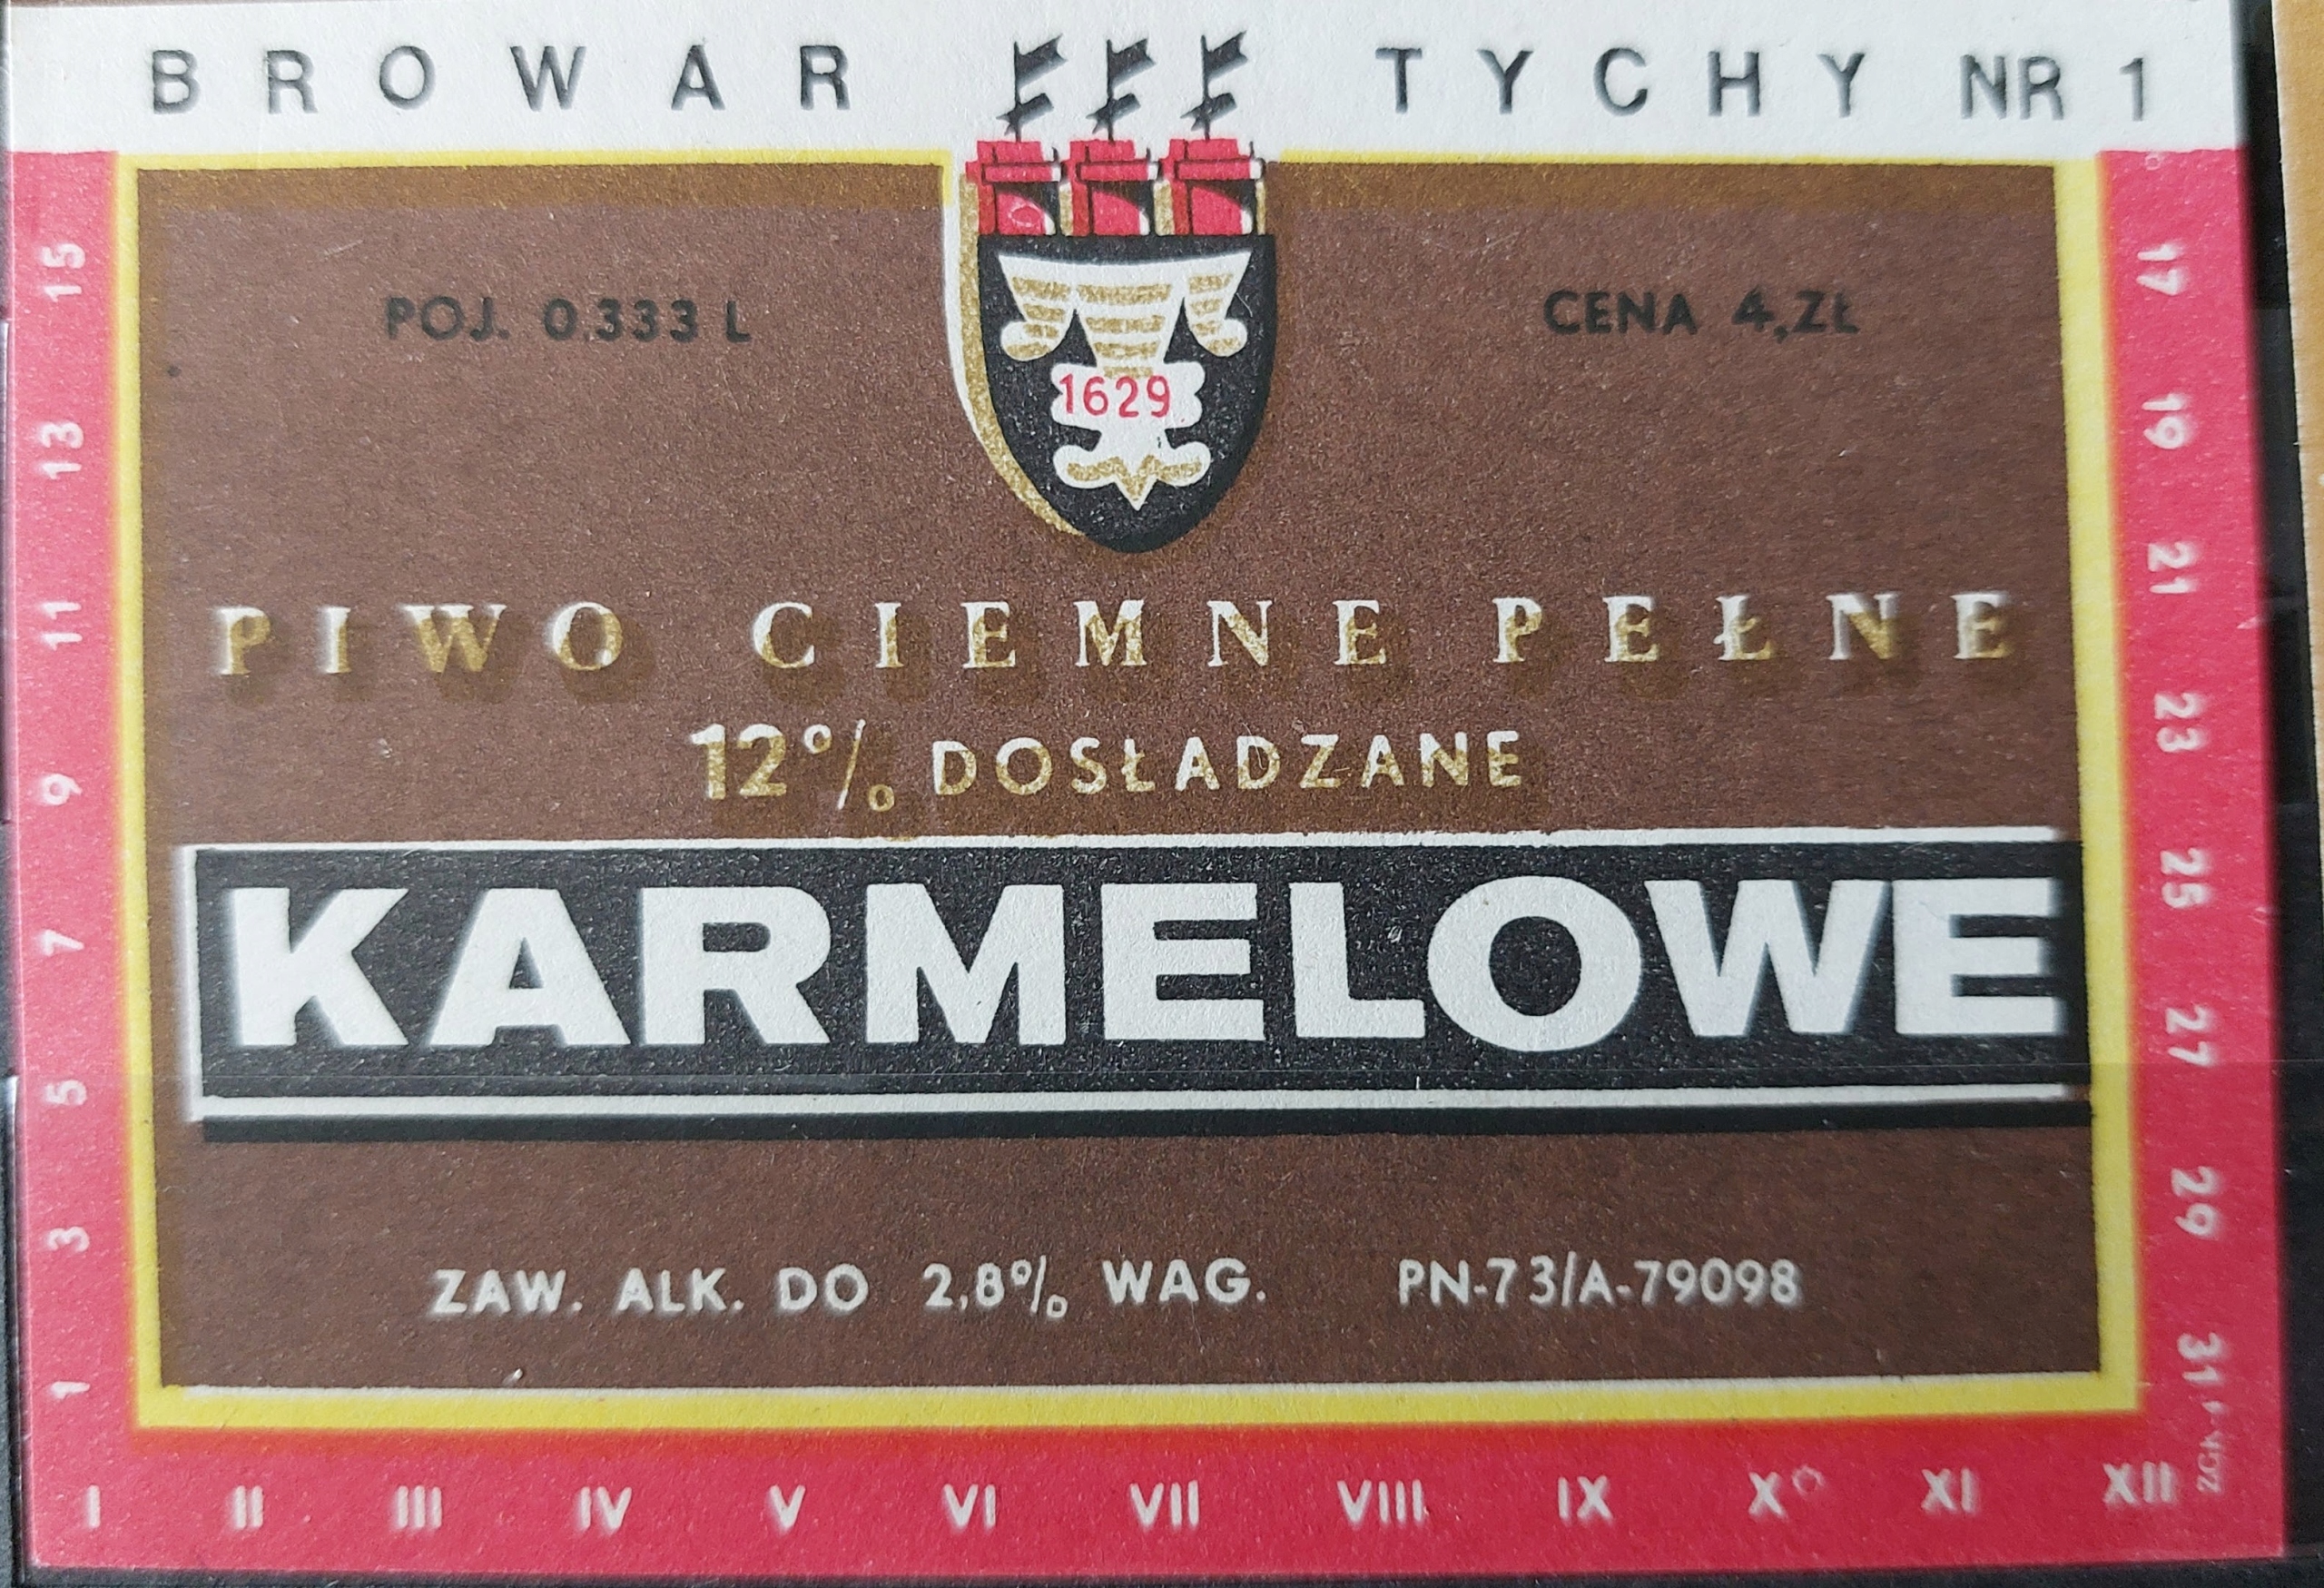 BROWAR TYCHY NR 1
POJ. 0.333 L
CENA 4,ZŁ
1629
PIWO CIEMNE PEŁNE
12% DOSŁADZANE
KARMELOWE
ZAW. ALK. DO 2,8% WAG. PN-73/A-79098
15
13
11
9
7
5
3
1
17
19
21
23
25
27
29
31
I II III IV V VI VII VIII IX X XI XII